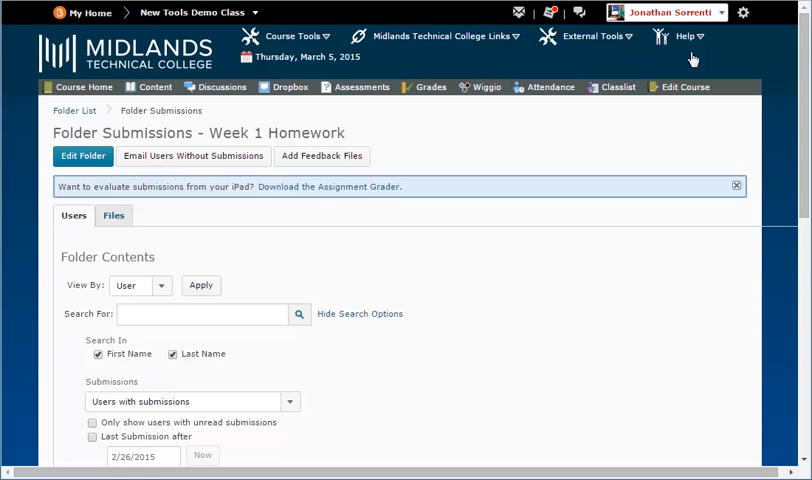 My Home New Tools Demo Class Jonathan Sorrenti
MIDLANDS
TECHNICAL COLLEGE
Course Tools Midlands Technical College Links External Tools Help
Thursday, March 5, 2015
Course Home Content Discussions Dropbox Assessments Grades Wiggio Attendance Classlist Edit Course
Folder List Folder Submissions
Folder Submissions - Week 1 Homework
Edit Folder Email Users Without Submissions Add Feedback Files
Want to evaluate submissions from your iPad? Download the Assignment Grader.
Users Files
Folder Contents
View By: User Apply
Search For: Hide Search Options
Search In
First Name Last Name
Submissions
Users with submissions
Only show users with unread submissions
Last Submission after
2/26/2015 Now